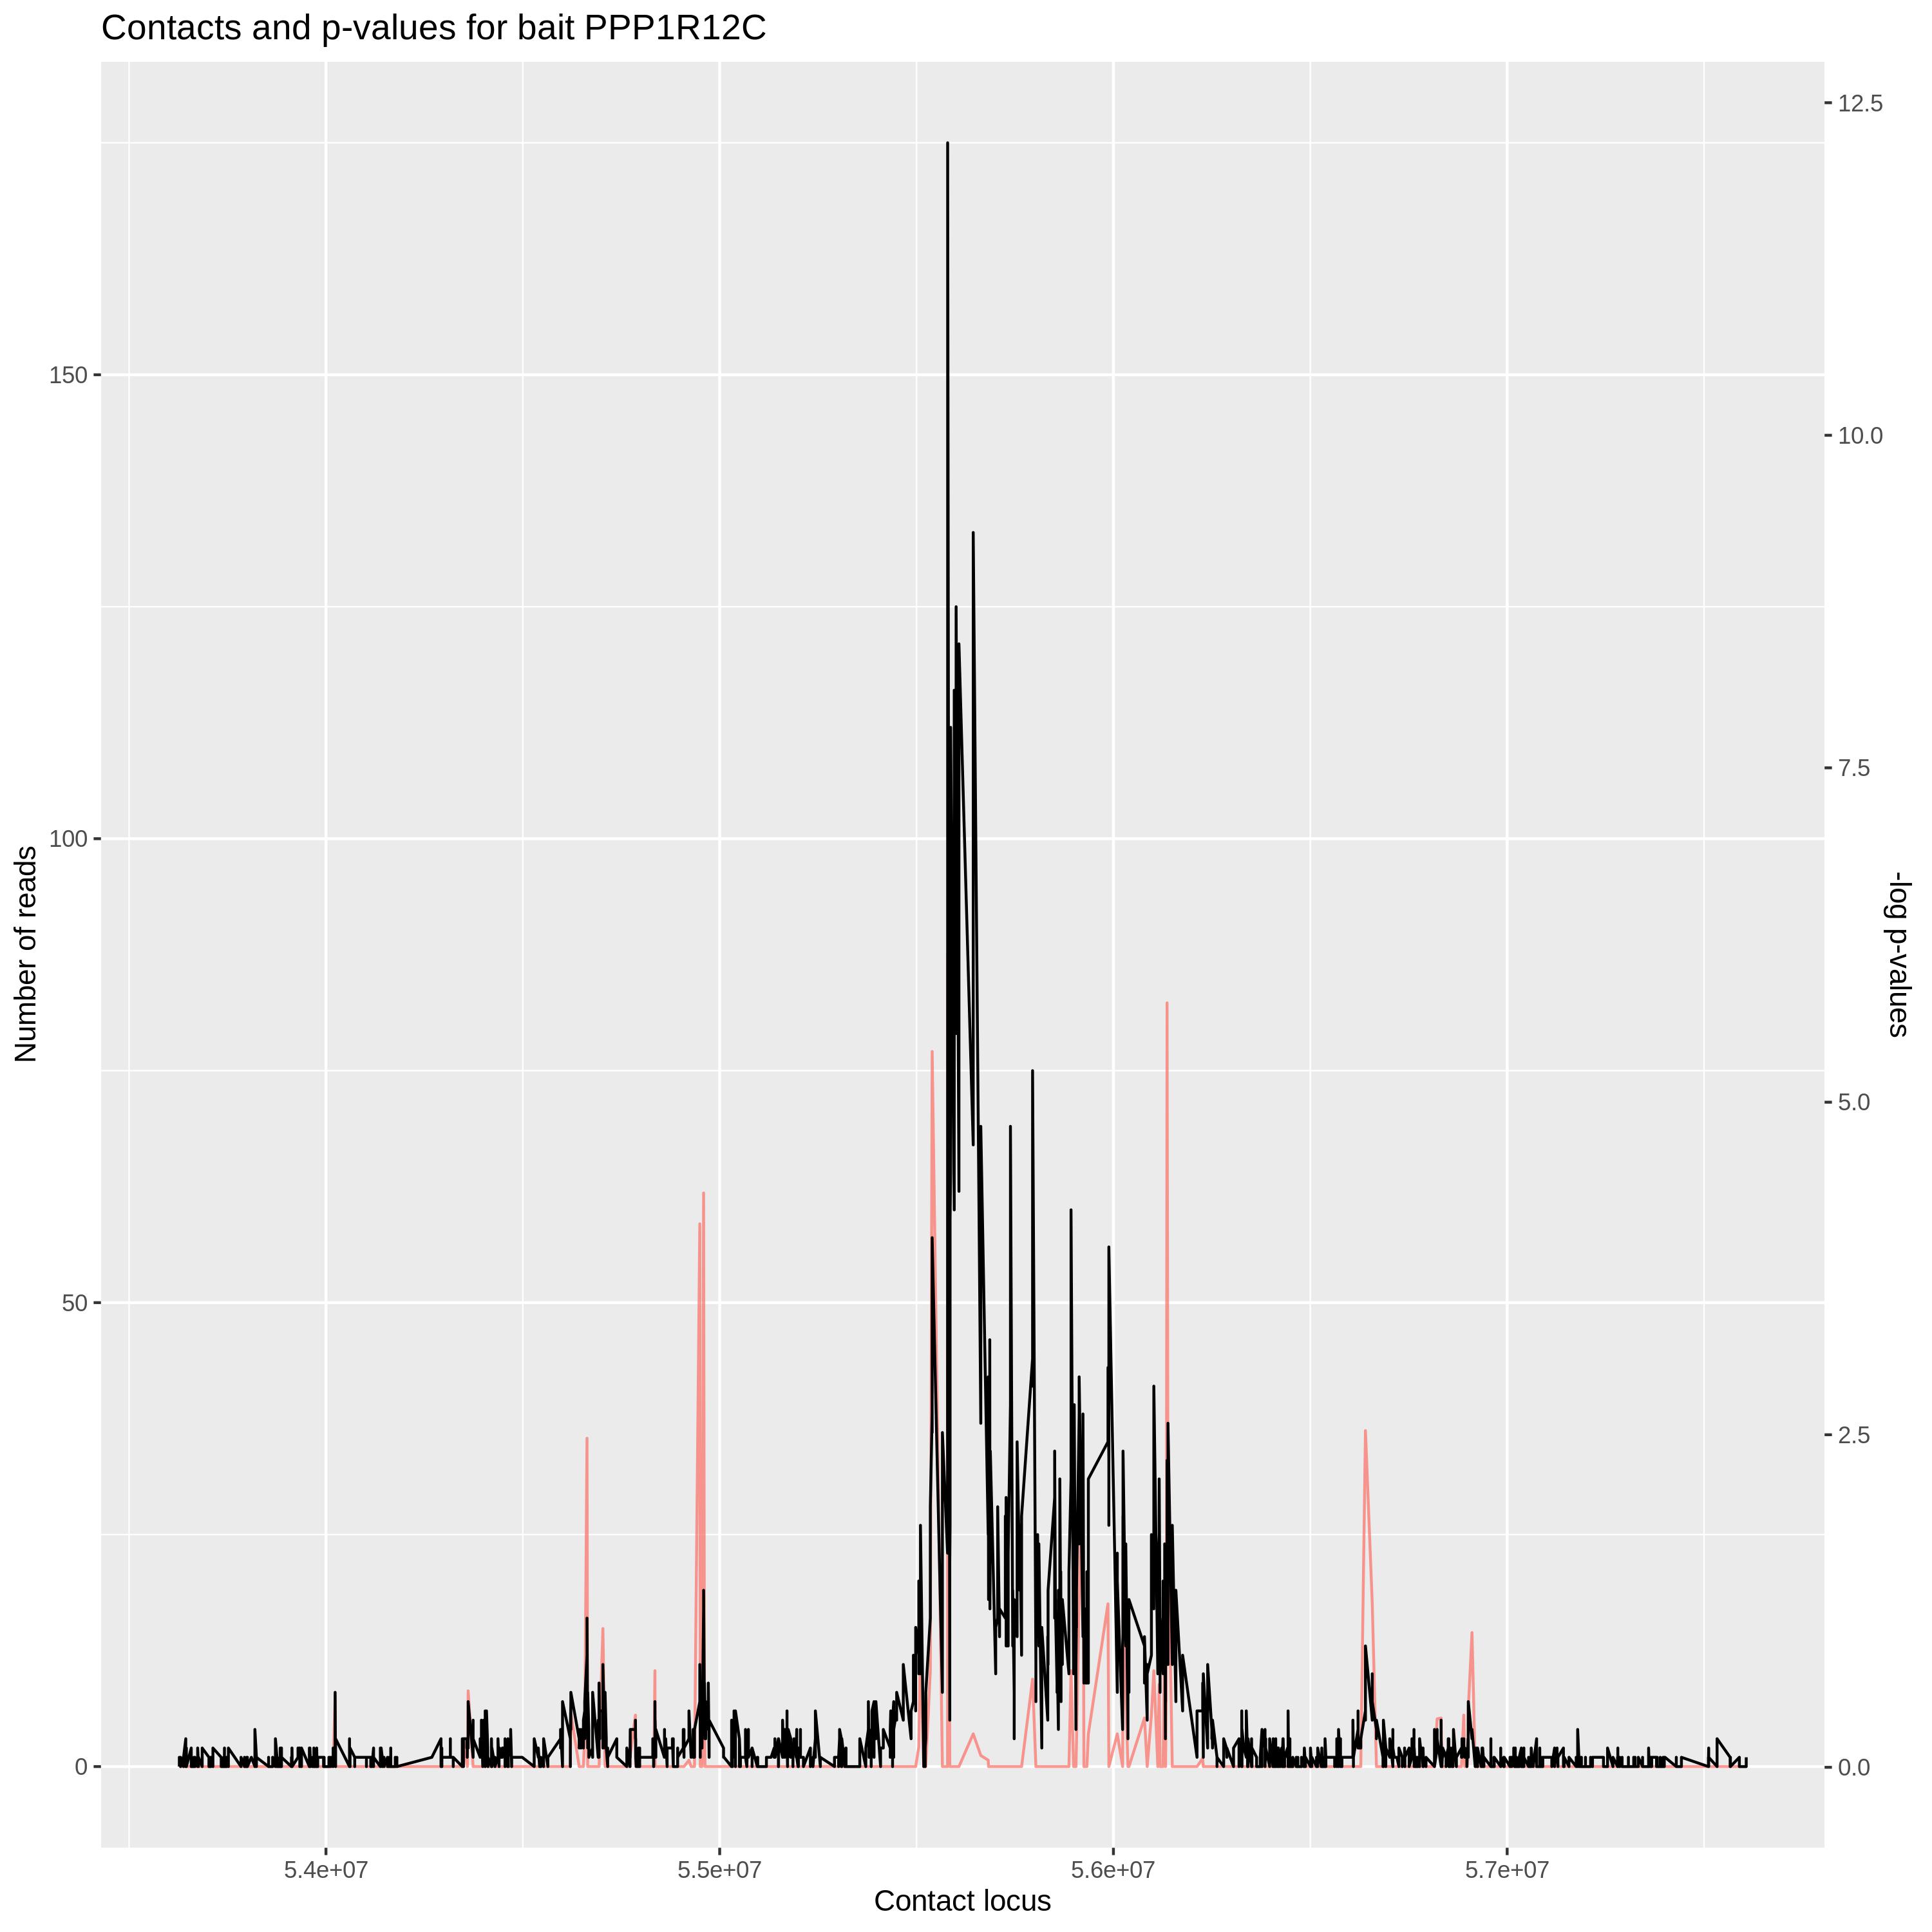 Contacts and p-values for bait PPP1R12C
12.5
10.0
7.5
5.0
2.5
0.0
150
100
50
0
Number of reads
-log p-values
5.4e+07 5.5e+07 5.6e+07 5.7e+07
Contact locus